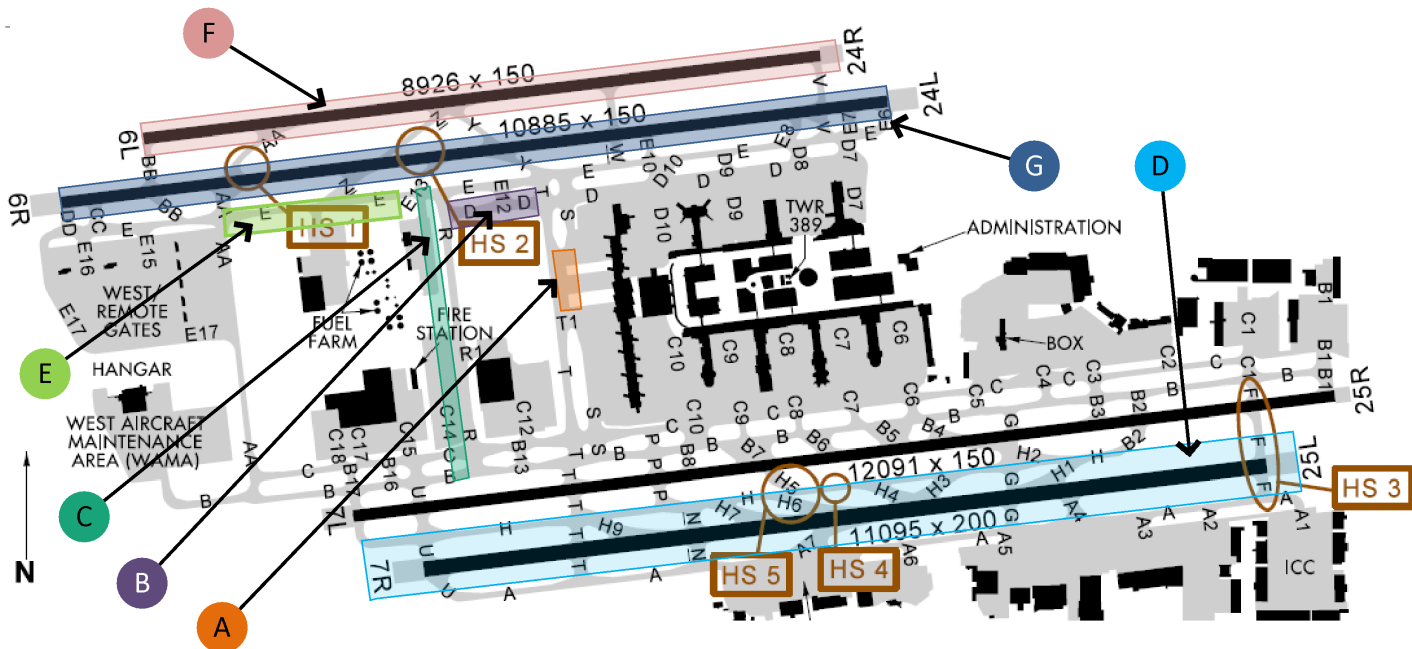 F
8926 x 150
24R
V
6L
AA
N
Y
10885 x 150
24L
G
D
BB
W
E10
D10
D9
E
E8
D8
V
E7
D7
E6
E
6R
DD
CC
BB
AA
N
E
E13
E
E12
D
Y
T
E
D
D
E
E16
E15
HS 1
HS 2
D
R
S
D10
D9
TWR
389
D7
ADMINISTRATION
AA
WEST/
REMOTE
GATES
E17
E17
FUEL
FARM
FIRE
STATION
R1
T1
T
C10
C9
C8
C7
C6
BOX
C1
B1
E
HANGAR
WEST AIRCRAFT
MAINTENANCE
AREA (WAMA)
AA
C18
C17
B17
C15
B16
C14
C
B
R
C12
B13
S
S
T
B
P
P
C10
B8
C
B
C9
B7
C
B
C8
B6
C7
B5
C6
B4
B
C5
C
G
C4
C
C3
B3
B2
B2
C2
B
C
C1
F
B
B1
B1
25R
C
B
7L
U
H
H9
T
T
T
P
N
N
H7
H
H5
H6
12091 x 150
H4
H3
H2
G
G
H1
H
F
F
25L
HS 3
C
N
7R
U
U
A
A
HS 5
A7
HS 4
11095 x 200
A6
A
A5
G
A4
A3
A
A2
A
A1
ICC
B
A